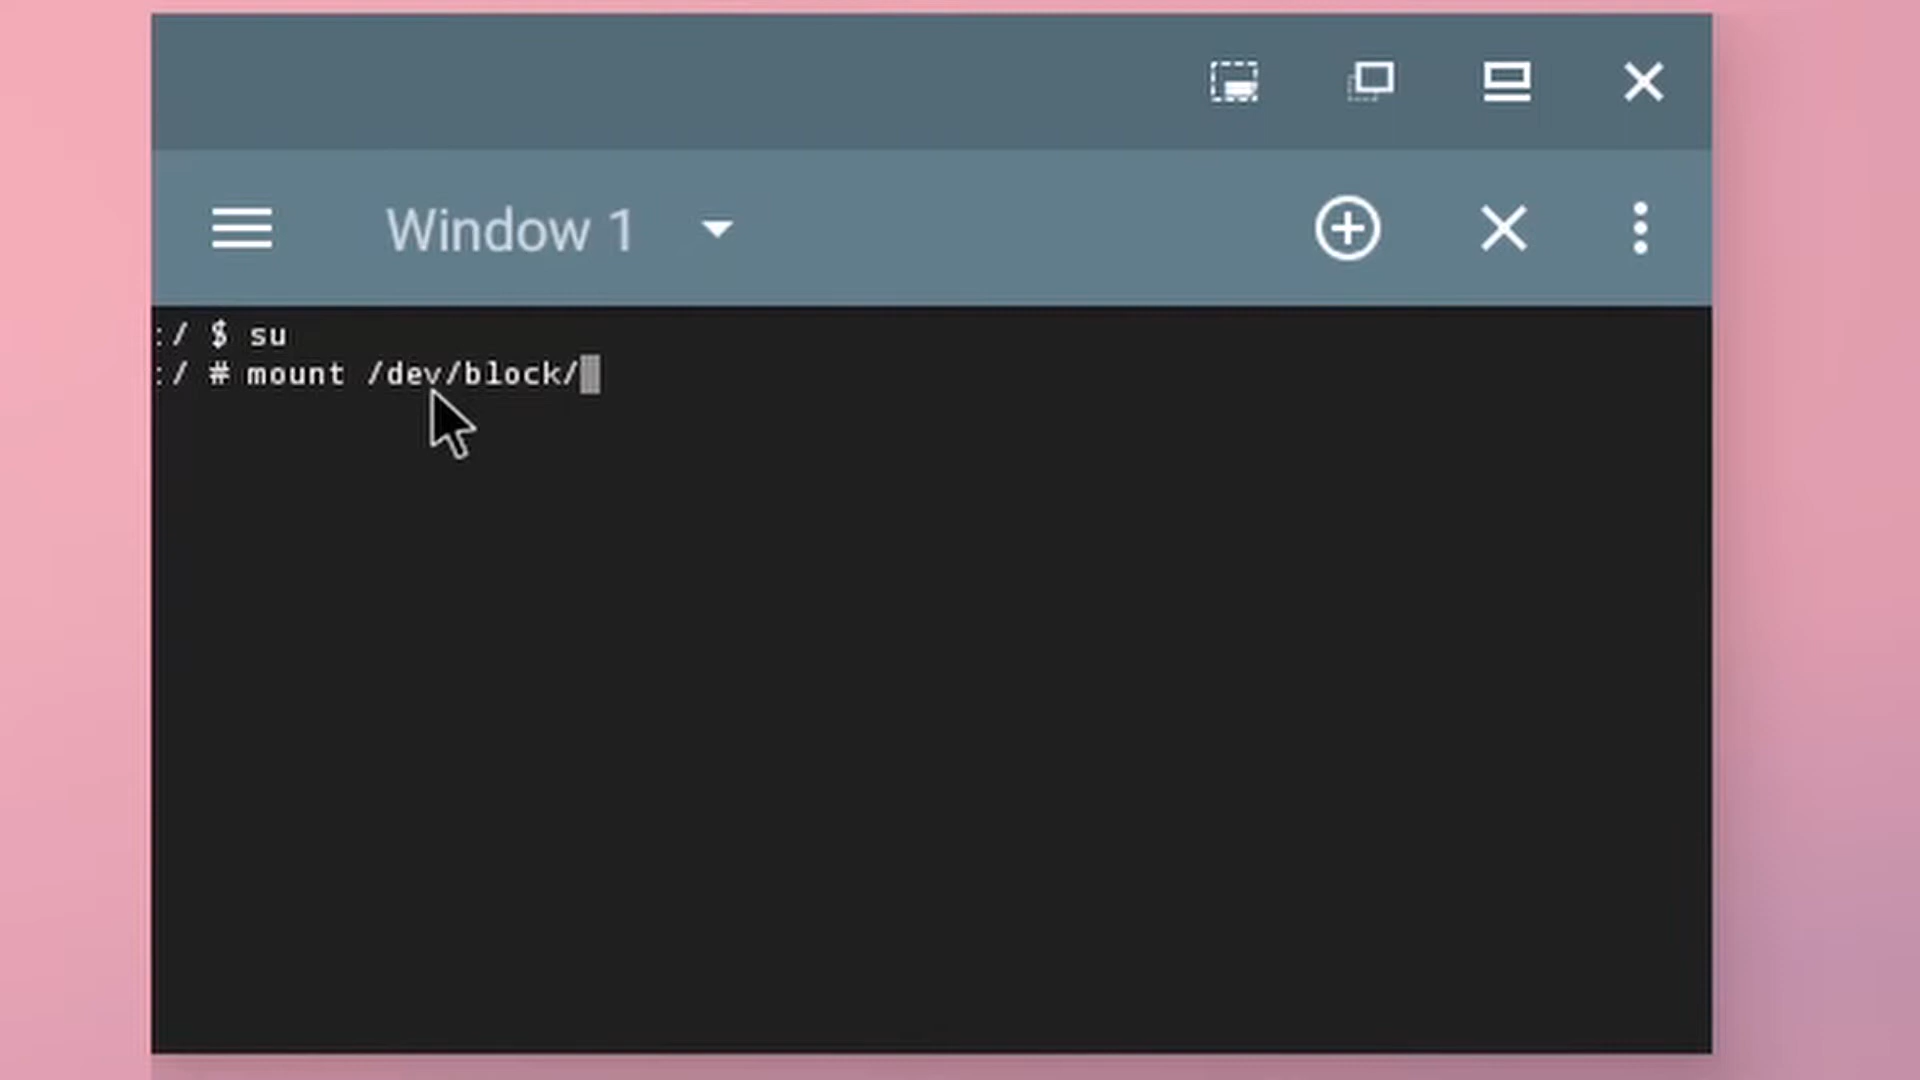 Window 1
:/ $ su
:/ # mount /dev/block/